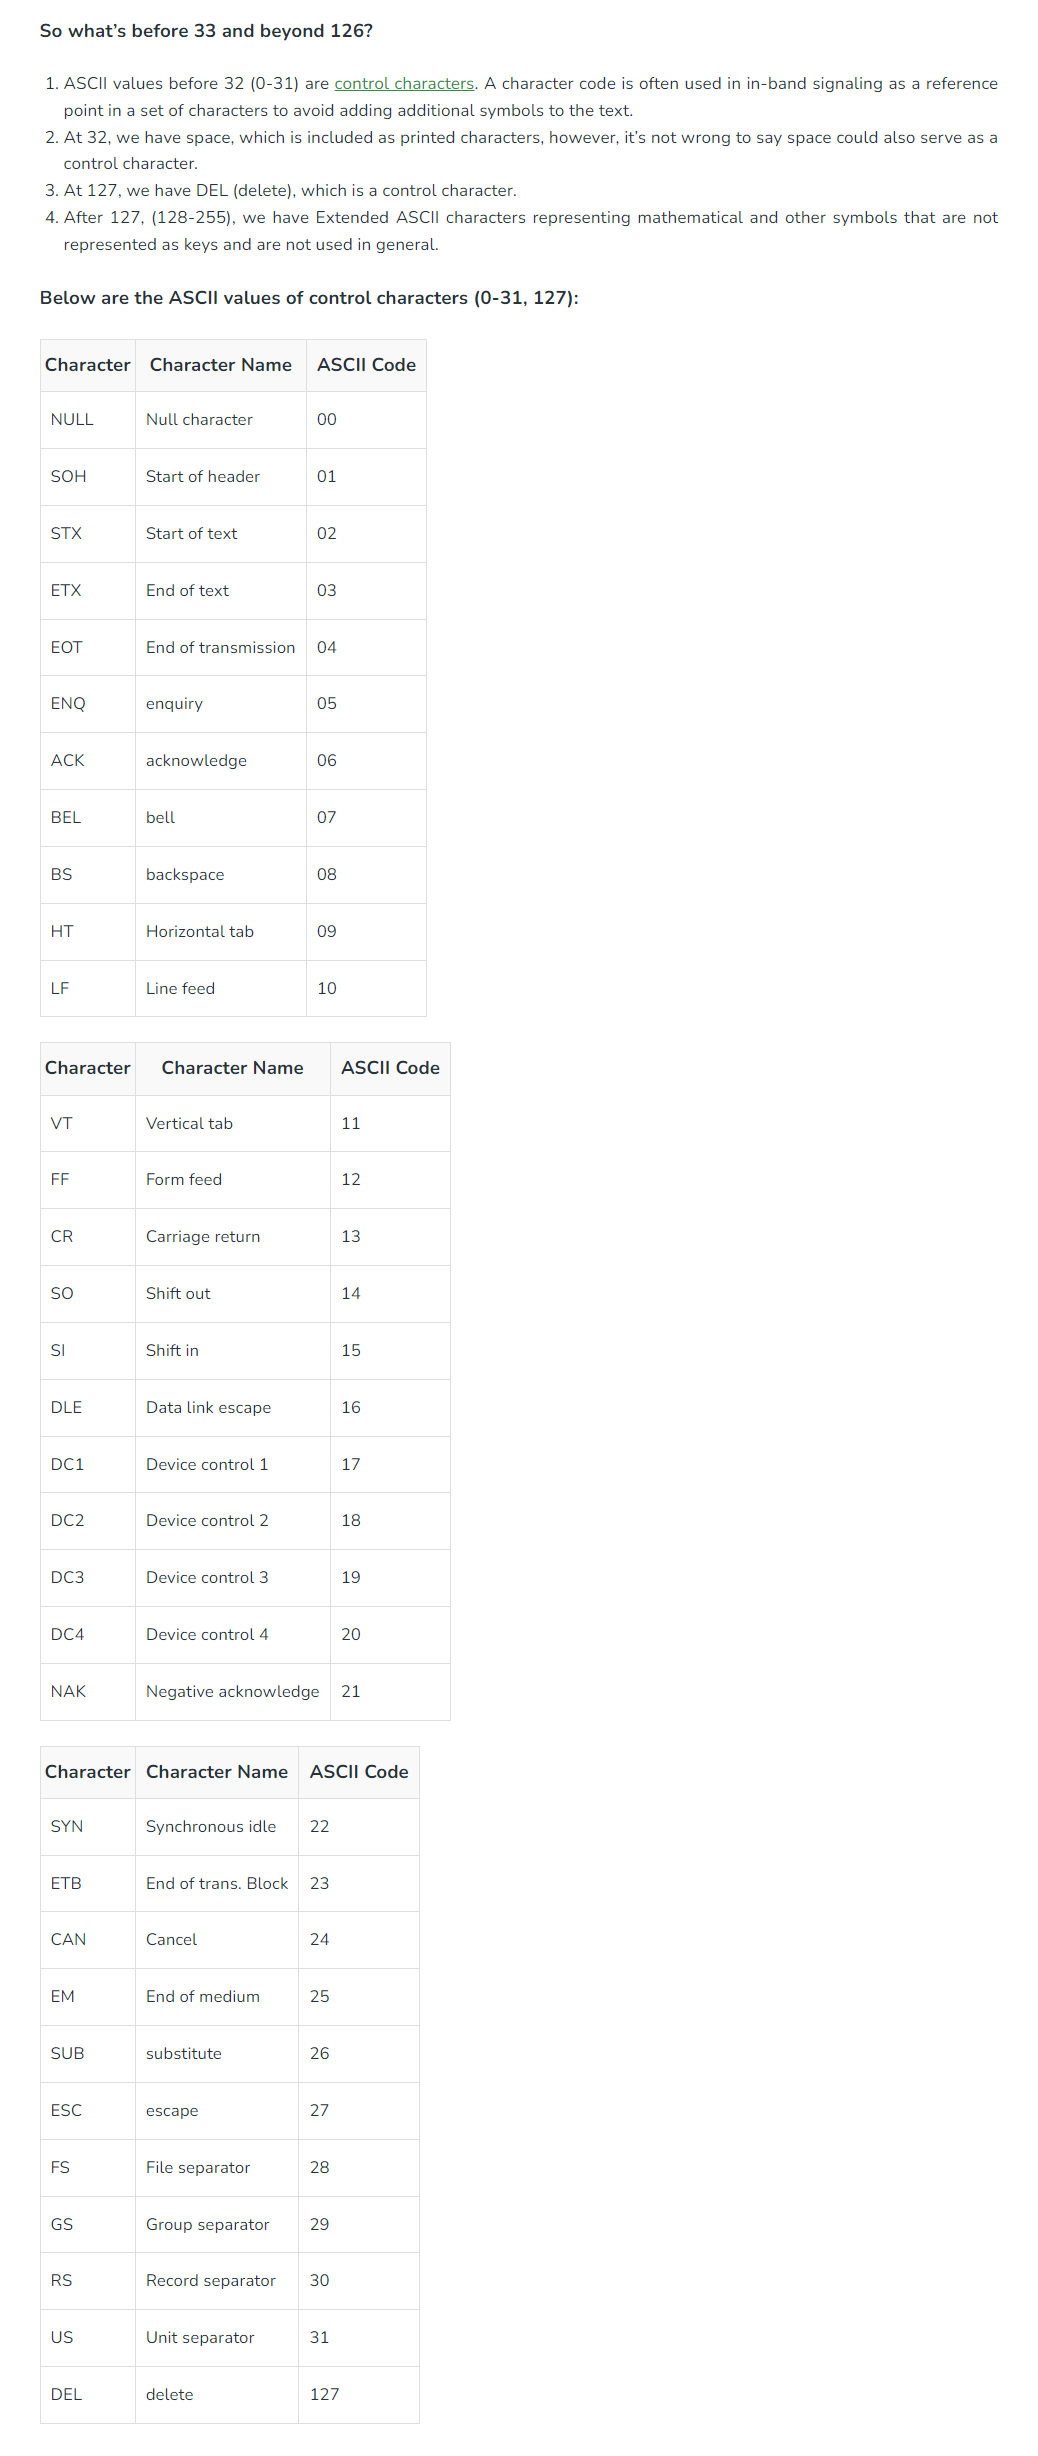 So what’s before 33 and beyond 126?
1. ASCII values before 32 (0-31) are control characters. A character code is often used in in-band signaling as a reference
point in a set of characters to avoid adding additional symbols to the text.
2. At 32, we have space, which is included as printed characters, however, it’s not wrong to say space could also serve as a
control character.
3. At 127, we have DEL (delete), which is a control character.
4. After 127, (128-255), we have Extended ASCII characters representing mathematical and other symbols that are not
represented as keys and are not used in general.
Below are the ASCII values of control characters (0-31, 127):
Character Character Name ASCII Code
NULL Null character 00
SOH Start of header 01
STX Start of text 02
ETX End of text 03
EOT End of transmission 04
ENQ enquiry 05
ACK acknowledge 06
BEL bell 07
BS backspace 08
HT Horizontal tab 09
LF Line feed 10
Character Character Name ASCII Code
VT Vertical tab 11
FF Form feed 12
CR Carriage return 13
SO Shift out 14
SI Shift in 15
DLE Data link escape 16
DC1 Device control 1 17
DC2 Device control 2 18
DC3 Device control 3 19
DC4 Device control 4 20
NAK Negative acknowledge 21
Character Character Name ASCII Code
SYN Synchronous idle 22
ETB End of trans. Block 23
CAN Cancel 24
EM End of medium 25
SUB substitute 26
ESC escape 27
FS File separator 28
GS Group separator 29
RS Record separator 30
US Unit separator 31
DEL delete 127